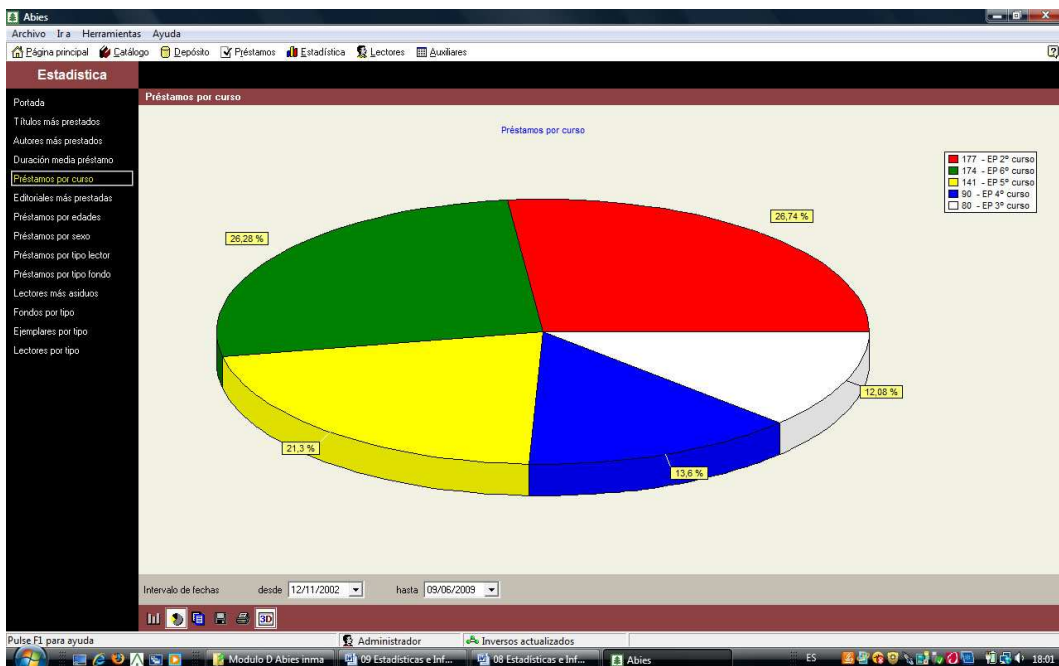 Abies
Archivo Ir a Herramientas Ayuda
Página principal Catálogo Depósito Préstamos Estadística Lectores Auxiliares
Estadística
Portada
Títulos más prestados
Autores más prestados
Duración media préstamo
Préstamos por curso
Editoriales más prestadas
Préstamos por edades
Préstamos por sexo
Préstamos por tipo lector
Préstamos por tipo fondo
Lectores más asiduos
Fondos por tipo
Ejemplares por tipo
Lectores por tipo
Préstamos por curso
Préstamos por curso
177 - EP 2º curso
174 - EP 6º curso
141 - EP 5º curso
90 - EP 4º curso
80 - EP 3º curso
26,74 %
26,28 %
12,08 %
21,3 %
13,6 %
Intervalo de fechas desde 12/11/2002 hasta 09/06/2009
3D
Pulse F1 para ayuda Administrador Inversos actualizados
Modulo D Abies inma 09 Estadísticas e Inf... 08 Estadísticas e Inf... Abies ES 18:01